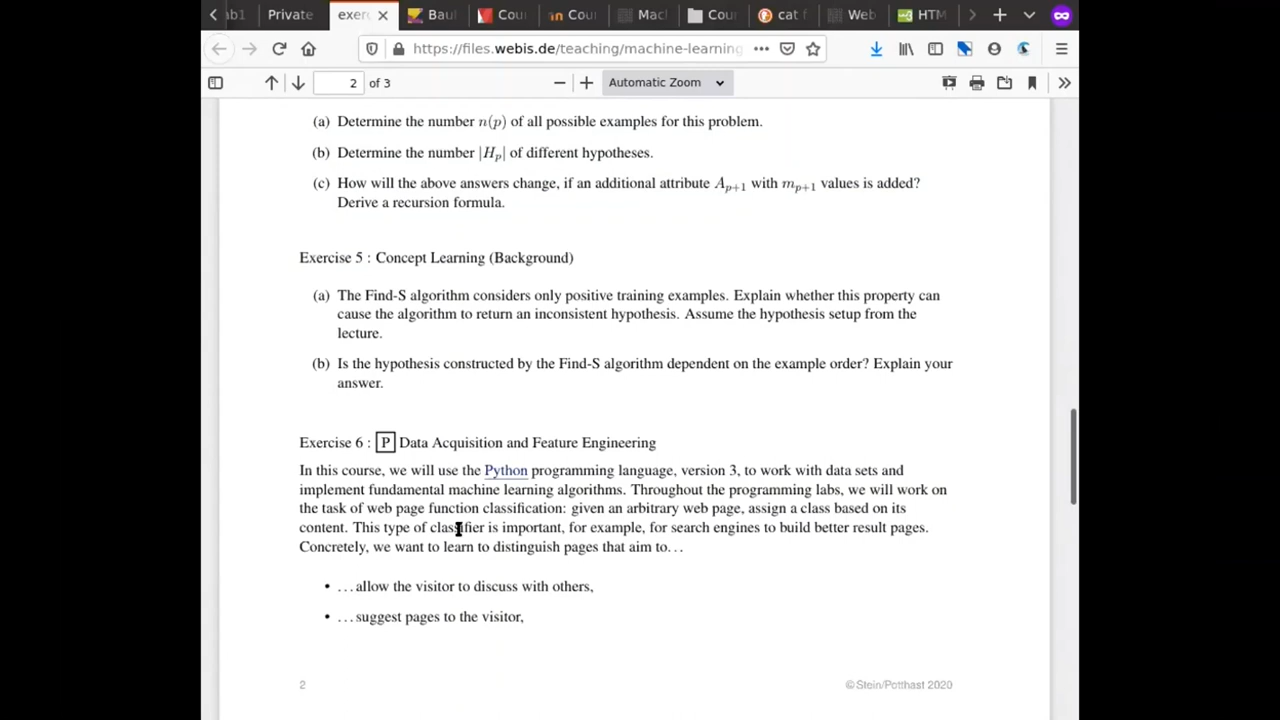 ab1 Private exer Baul Cour Cour Macl Cour cat f Web HTM
https://files.webis.de/teaching/machine-learning
2 of 3 Automatic Zoom
(a) Determine the number n(p) of all possible examples for this problem.
(b) Determine the number |Hp| of different hypotheses.
(c) How will the above answers change, if an additional attribute Ap+1 with mp+1 values is added?
Derive a recursion formula.
Exercise 5 : Concept Learning (Background)
(a) The Find-S algorithm considers only positive training examples. Explain whether this property can
cause the algorithm to return an inconsistent hypothesis. Assume the hypothesis setup from the
lecture.
(b) Is the hypothesis constructed by the Find-S algorithm dependent on the example order? Explain your
answer.
Exercise 6 : P Data Acquisition and Feature Engineering
In this course, we will use the Python programming language, version 3, to work with data sets and
implement fundamental machine learning algorithms. Throughout the programming labs, we will work on
the task of web page function classification: given an arbitrary web page, assign a class based on its
content. This type of classifier is important, for example, for search engines to build better result pages.
Concretely, we want to learn to distinguish pages that aim to...
• ...allow the visitor to discuss with others,
• ...suggest pages to the visitor,
2 ©Stein/Potthast 2020